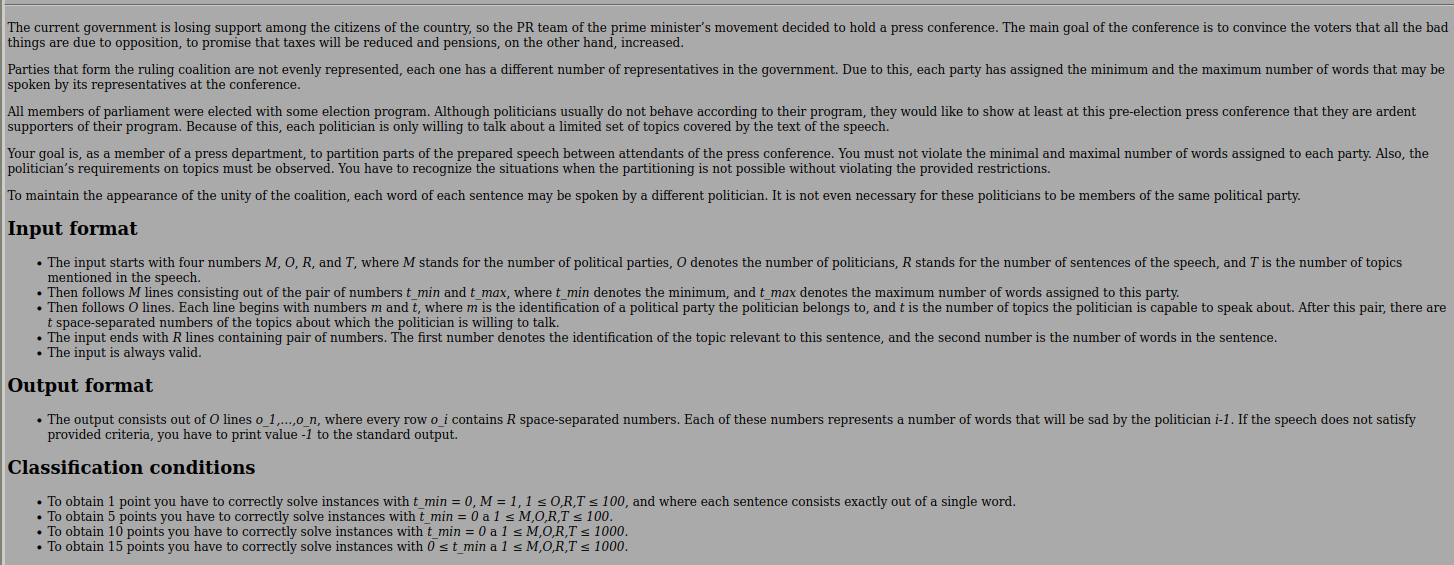 The current government is losing support among the citizens of the country, so the PR team of the prime minister's movement decided to hold a press conference. The main goal of the conference is to convince the voters that all the bad
things are due to opposition, to promise that taxes will be reduced and pensions, on the other hand, increased.
Parties that form the ruling coalition are not evenly represented, each one has a different number of representatives in the government. Due to this, each party has assigned the minimum and the maximum number of words that may be
spoken by its representatives at the conference.
All members of parliament were elected with some election program. Although politicians usually do not behave according to their program, they would like to show at least at this pre-election press conference that they are ardent
supporters of their program. Because of this, each politician is only willing to talk about a limited set of topics covered by the text of the speech.
Your goal is, as a member of a press department, to partition parts of the prepared speech between attendants of the press conference. You must not violate the minimal and maximal number of words assigned to each party. Also, the
politician's requirements on topics must be observed. You have to recognize the situations when the partitioning is not possible without violating the provided restrictions.
To maintain the appearance of the unity of the coalition, each word of each sentence may be spoken by a different politician. It is not even necessary for these politicians to be members of the same political party.
Input format
• The input starts with four numbers M, O, R, and T, where M stands for the number of political parties, O denotes the number of politicians, R stands for the number of sentences of the speech, and T is the number of topics
mentioned in the speech.
• Then follows M lines consisting out of the pair of numbers t_min and t_max, where t_min denotes the minimum, and t_max denotes the maximum number of words assigned to this party.
• Then follows O lines. Each line begins with numbers m and t, where m is the identification of a political party the politician belongs to, and t is the number of topics the politician is capable to speak about. After this pair, there are
t space-separated numbers of the topics about which the politician is willing to talk.
• The input ends with R lines containing pair of numbers. The first number denotes the identification of the topic relevant to this sentence, and the second number is the number of words in the sentence.
• The input is always valid.
Output format
• The output consists out of O lines o_1,...,o_n, where every row o_i contains R space-separated numbers. Each of these numbers represents a number of words that will be sad by the politician i-1. If the speech does not satisfy
provided criteria, you have to print value -1 to the standard output.
Classification conditions
• To obtain 1 point you have to correctly solve instances with t_min = 0, M = 1, 1 ≤ O,R,T ≤ 100, and where each sentence consists exactly out of a single word.
• To obtain 5 points you have to correctly solve instances with t_min = 0 a 1 ≤ M,O,R,T ≤ 100.
• To obtain 10 points you have to correctly solve instances with t_min = 0 a 1 ≤ M,O,R,T ≤ 1000.
• To obtain 15 points you have to correctly solve instances with 0 ≤ t_min a 1 ≤ M,O,R,T ≤ 1000.